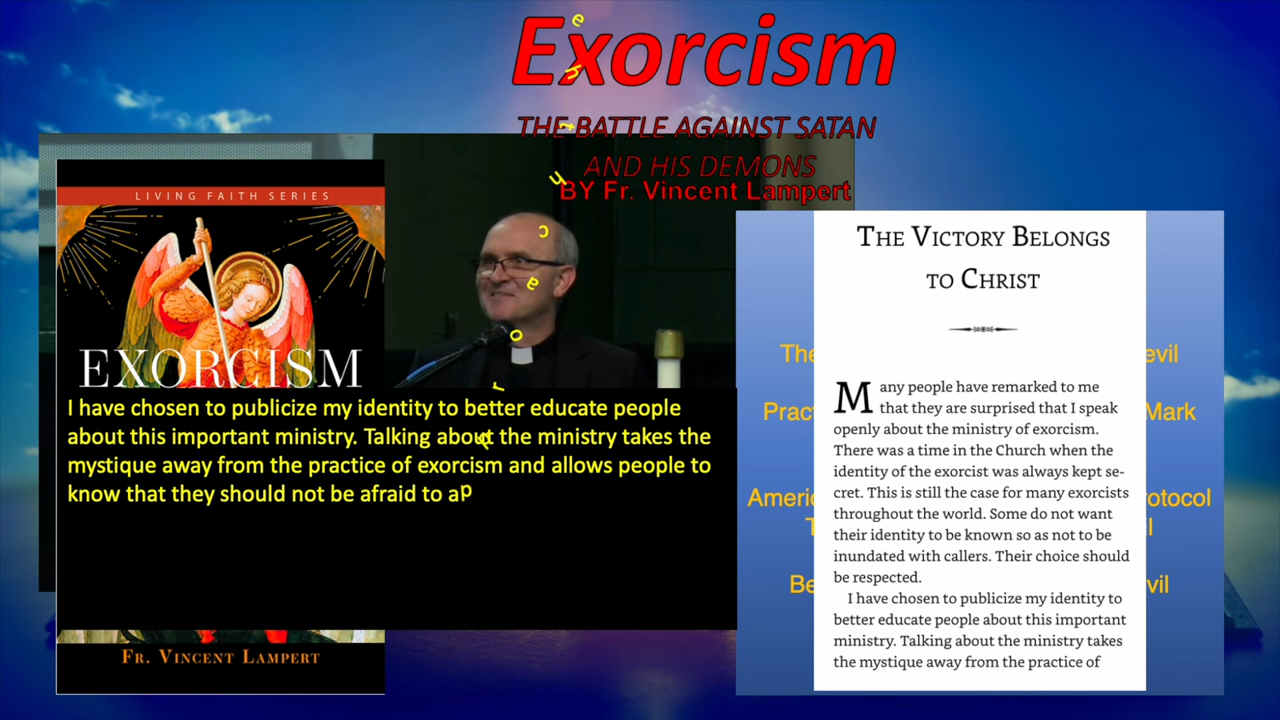 Exorcism
THE BATTLE AGAINST SATAN
AND HIS DEMONS
BY Fr. Vincent Lampert
LIVING FAITH SERIES
EXORCISM
I have chosen to publicize my identity to better educate people
about this important ministry. Talking about the ministry takes the
mystique away from the practice of exorcism and allows people to
know that they should not be afraid to ap
p
r
o
a
c
h
t
h
e
FR. VINCENT LAMPERT
THE VICTORY BELONGS
TO CHRIST
Many people have remarked to me
that they are surprised that I speak
openly about the ministry of exorcism.
There was a time in the Church when the
identity of the exorcist was always kept se-
cret. This is still the case for many exorcists
throughout the world. Some do not want
their identity to be known so as not to be
inundated with callers. Their choice should
be respected.
I have chosen to publicize my identity to
better educate people about this important
ministry. Talking about the ministry takes
the mystique away from the practice of
The
Mark